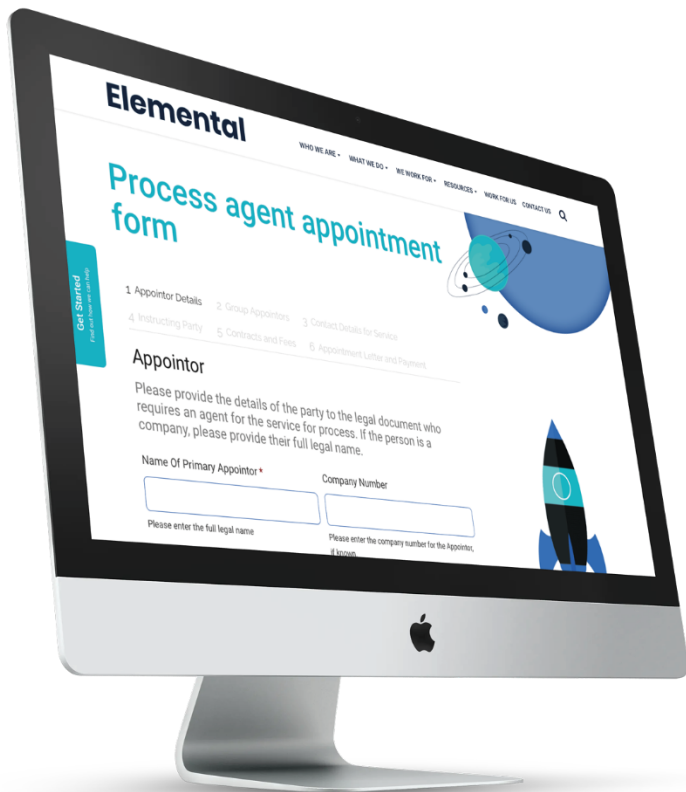 Elemental
WHO WE ARE WHAT WE DO WE WORK FOR RESOURCES WORK FOR US CONTACT US
Process agent appointment
form
Get Started
Find out how we can help
1 Appointor Details 2. Group Appointors 3 Contact Details for Service
4 Instructing Party 5 Contracts and Fees 6 Appointment Letter and Payment
Appointor
Please provide the details of the party to the legal document who
requires an agent for the service for process. If the person is a
company, please provide their full legal name.
Name Of Primary Appointor * Company Number
Please enter the full legal name Please enter the company number for the Appointor,
if known